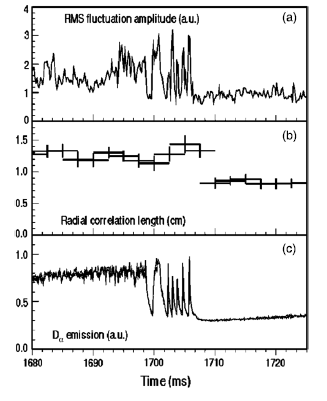 RMS fluctuation amplitude (a.u.) (a)
4
3
2
1
0
(b)
1.5
1.0
0.5
Radial correlation length (cm)
0.0
(c)
1.0
0.5
Dα emission (a.u.)
0.0
1680 1690 1700 1710 1720
Time (ms)